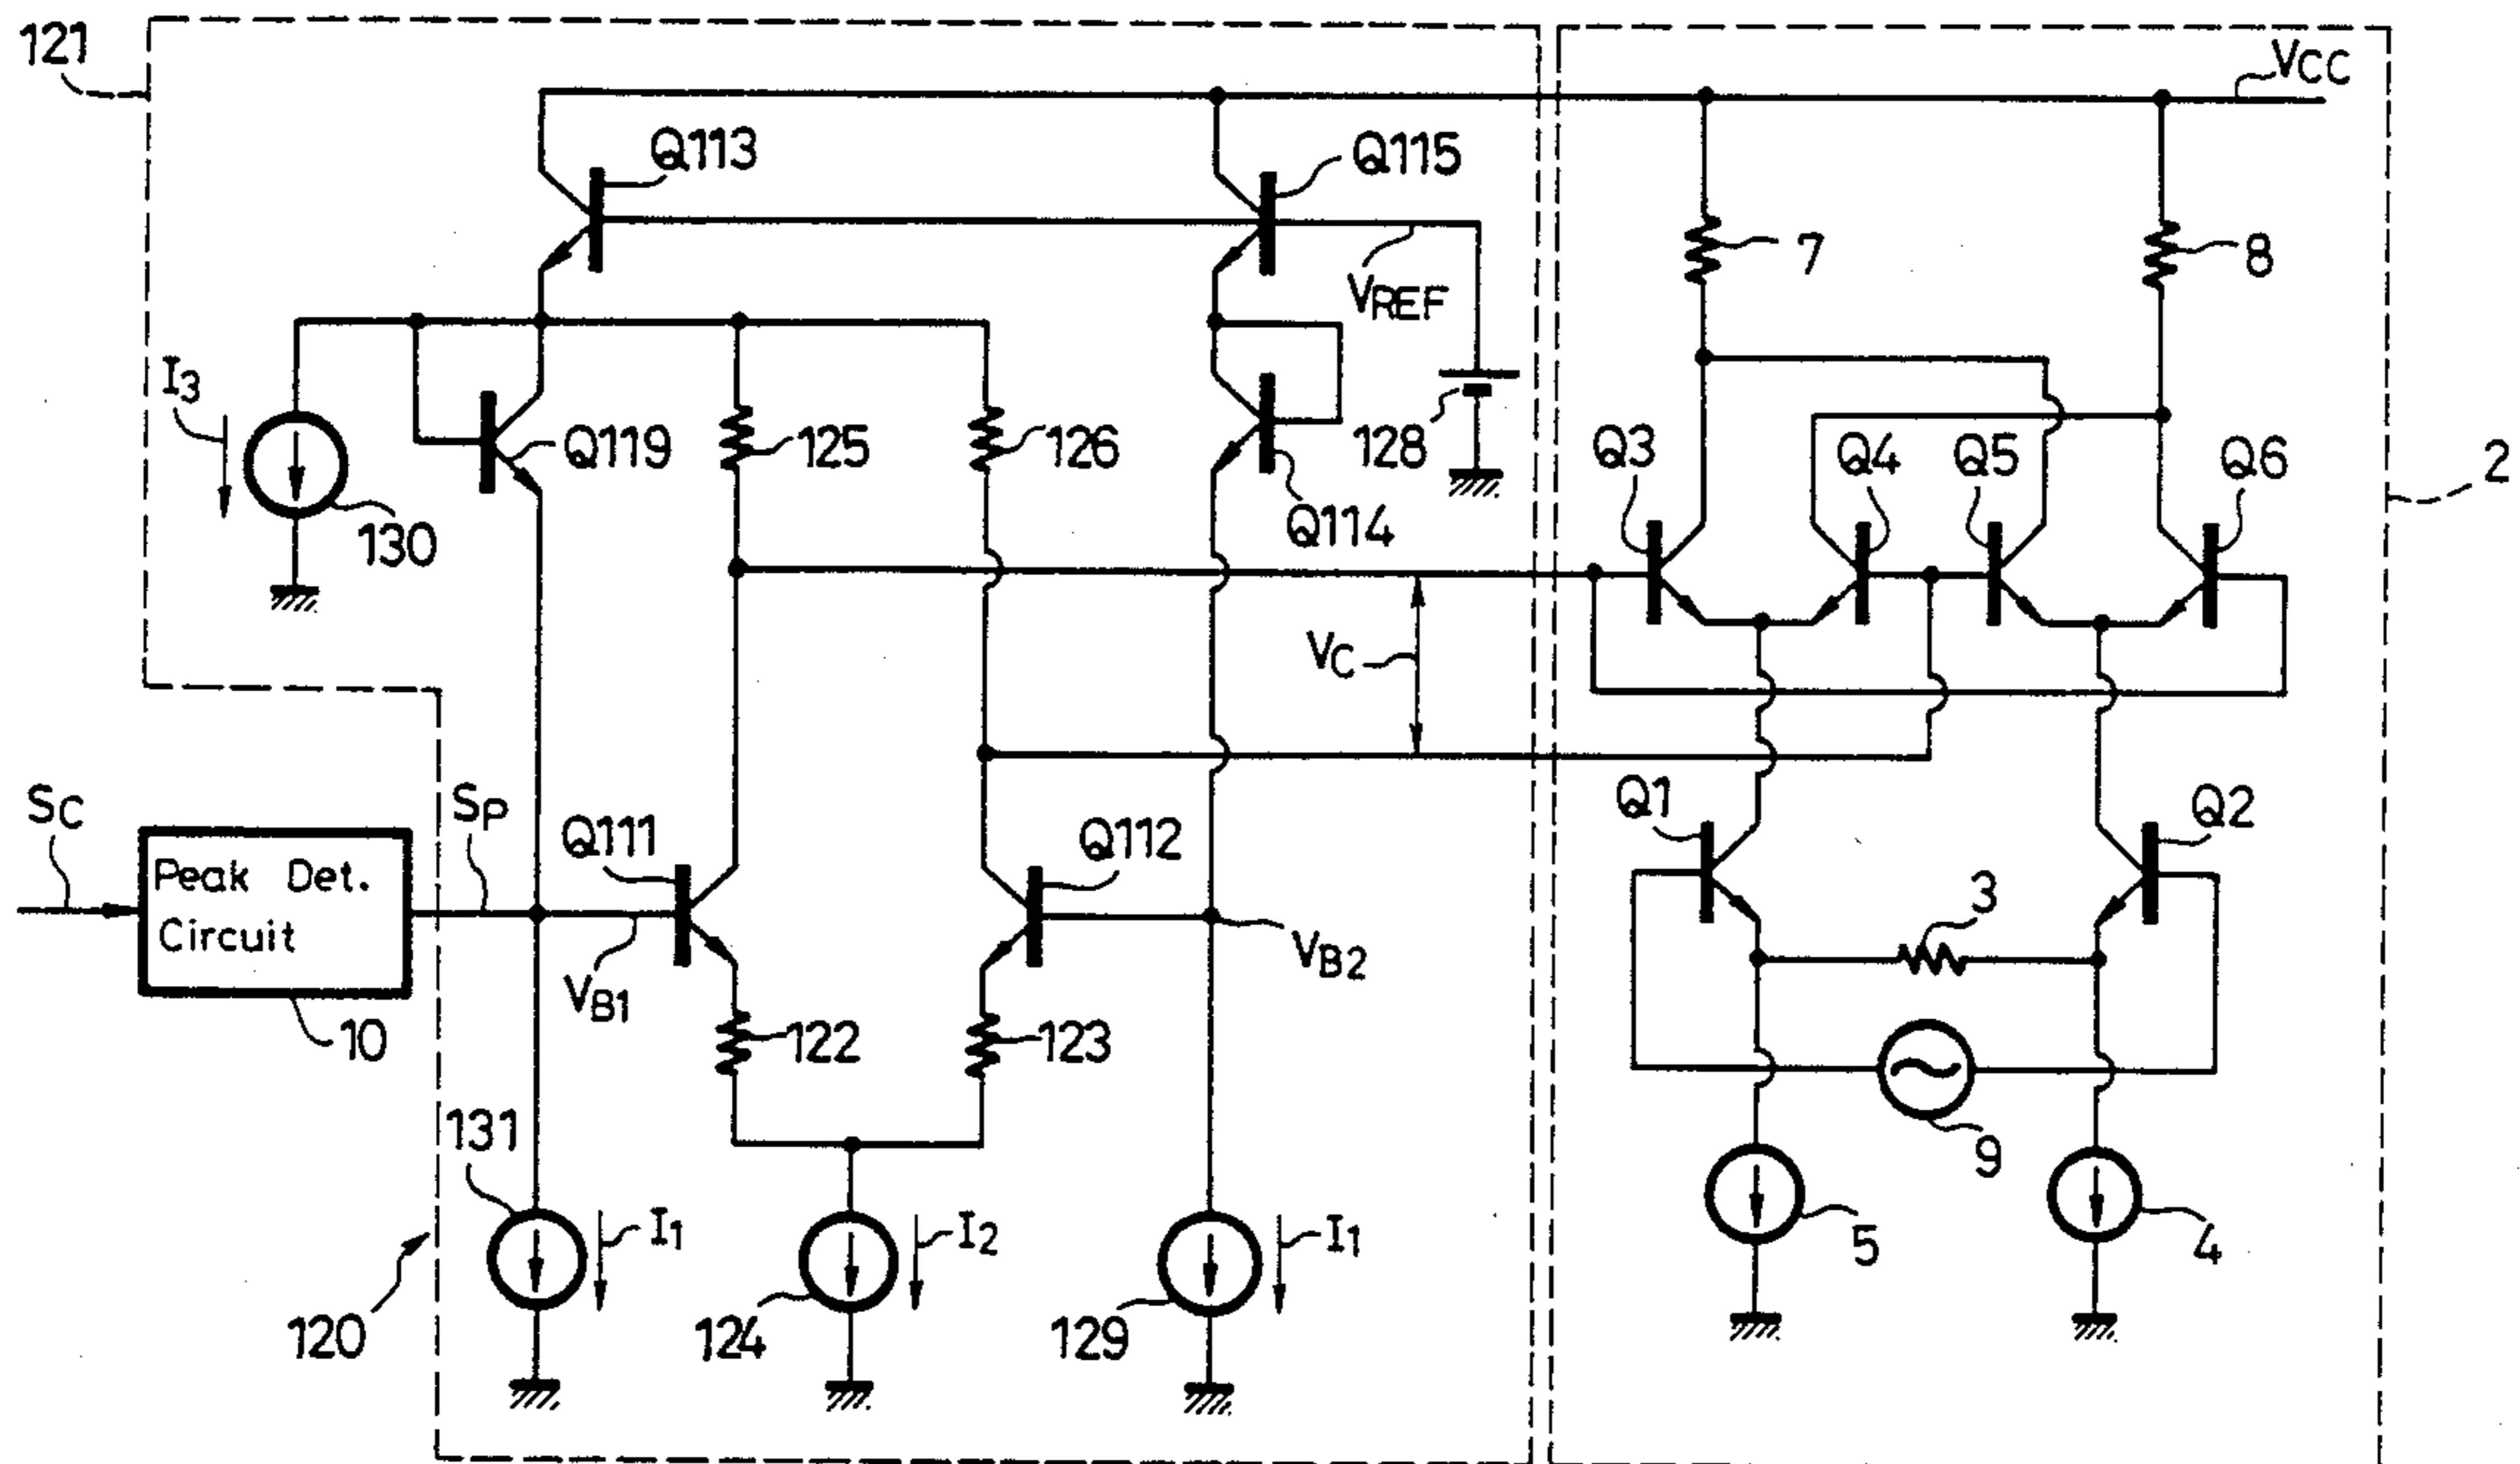 121
VCC
Q113
Q115
7
8
VREF
I3
Q119
125
126
128
Q3
Q4
Q5
Q6
2
130
Q114
VC
SC
SP
Q111
Q112
Q1
Q2
Peak Det.
Circuit
3
VB1
VB2
10
122
123
131
9
I1
I2
I1
5
4
120
124
129